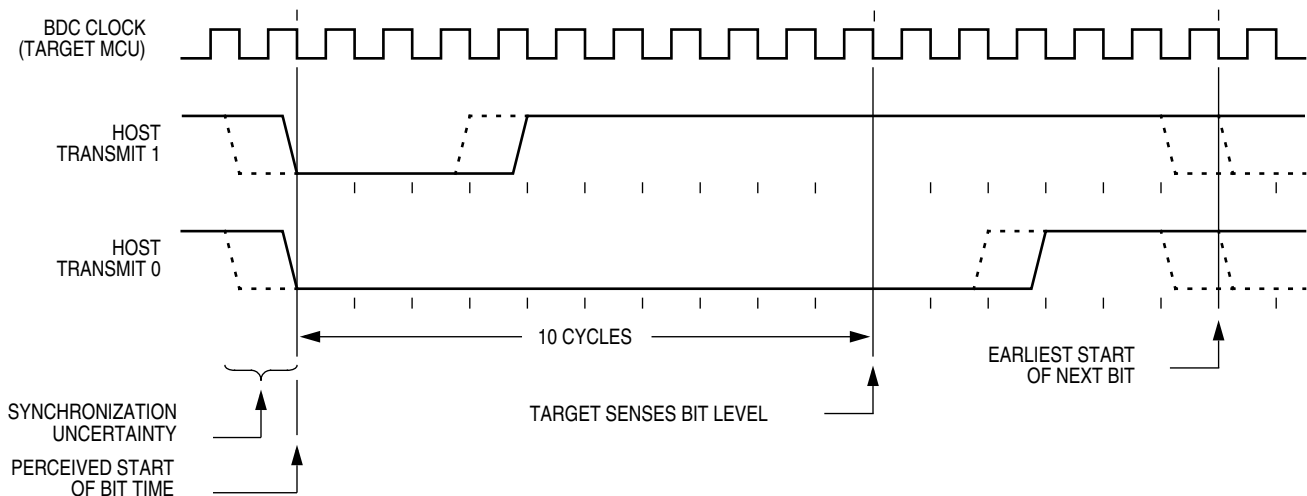 BDC CLOCK
(TARGET MCU)
HOST
TRANSMIT 1
HOST
TRANSMIT 0
10 CYCLES
EARLIEST START
OF NEXT BIT
SYNCHRONIZATION
UNCERTAINTY
TARGET SENSES BIT LEVEL
PERCEIVED START
OF BIT TIME